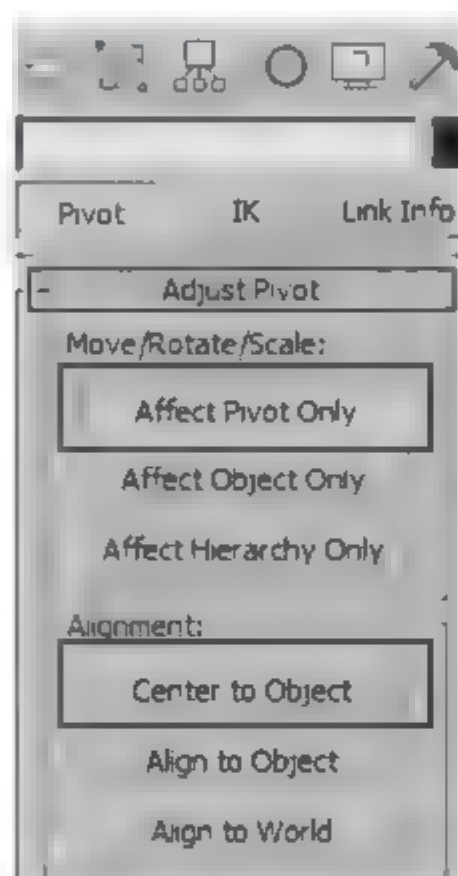 Pivot IK Link Info
- Adjust Pivot
Move/Rotate/Scale:
Affect Pivot Only
Affect Object Only
Affect Hierarchy Only
Alignment:
Center to Object
Align to Object
Align to World